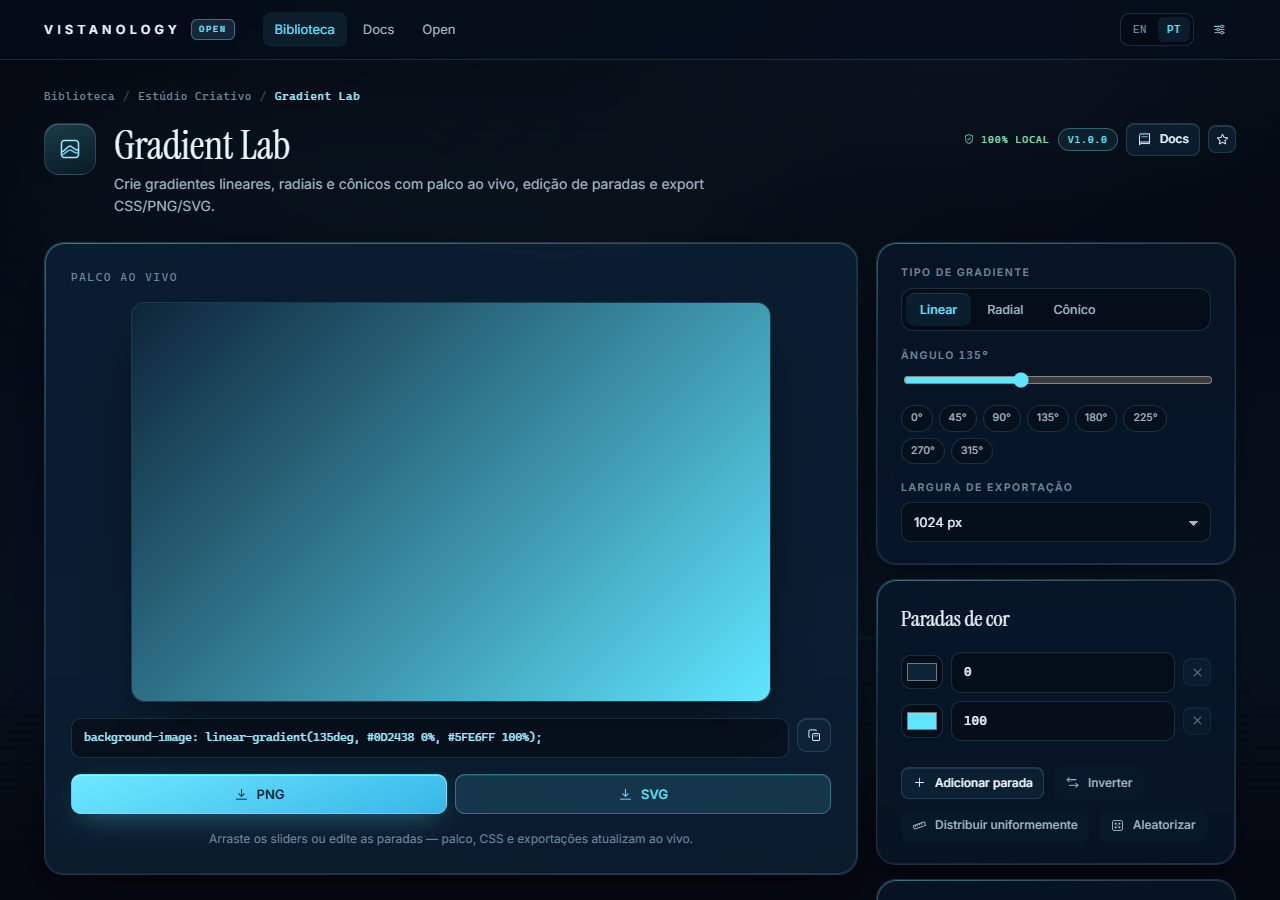 VISTANOLOGY OPEN Biblioteca Docs Open EN PT
Biblioteca / Estúdio Criativo / Gradient Lab
Gradient Lab
100% LOCAL V1.0.0 Docs
Crie gradientes lineares, radiais e cônicos com palco ao vivo, edição de paradas e export
CSS/PNG/SVG.
PALCO AO VIVO
background-image: linear-gradient(135deg, #0D2438 0%, #5FE6FF 100%);
PNG SVG
Arraste os sliders ou edite as paradas — palco, CSS e exportações atualizam ao vivo.
TIPO DE GRADIENTE
Linear Radial Cônico
ÂNGULO 135°
0° 45° 90° 135° 180° 225°
270° 315°
LARGURA DE EXPORTAÇÃO
1024 px
Paradas de cor
0
100
Adicionar parada Inverter
Distribuir uniformemente Aleatorizar